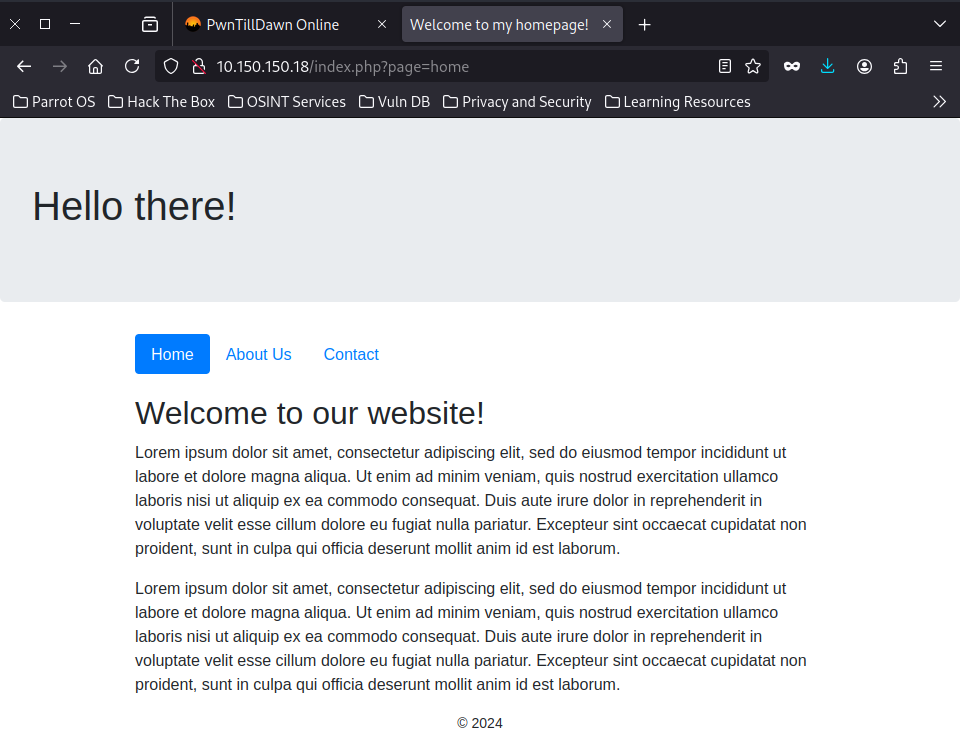 PwnTillDawn Online
Welcome to my homepage!
10.150.150.18/index.php?page=home
Parrot OS Hack The Box OSINT Services Vuln DB Privacy and Security Learning Resources
Hello there!
Home About Us Contact
Welcome to our website!
Lorem ipsum dolor sit amet, consectetur adipiscing elit, sed do eiusmod tempor incididunt ut
labore et dolore magna aliqua. Ut enim ad minim veniam, quis nostrud exercitation ullamco
laboris nisi ut aliquip ex ea commodo consequat. Duis aute irure dolor in reprehenderit in
voluptate velit esse cillum dolore eu fugiat nulla pariatur. Excepteur sint occaecat cupidatat non
proident, sunt in culpa qui officia deserunt mollit anim id est laborum.
Lorem ipsum dolor sit amet, consectetur adipiscing elit, sed do eiusmod tempor incididunt ut
labore et dolore magna aliqua. Ut enim ad minim veniam, quis nostrud exercitation ullamco
laboris nisi ut aliquip ex ea commodo consequat. Duis aute irure dolor in reprehenderit in
voluptate velit esse cillum dolore eu fugiat nulla pariatur. Excepteur sint occaecat cupidatat non
proident, sunt in culpa qui officia deserunt mollit anim id est laborum.
© 2024